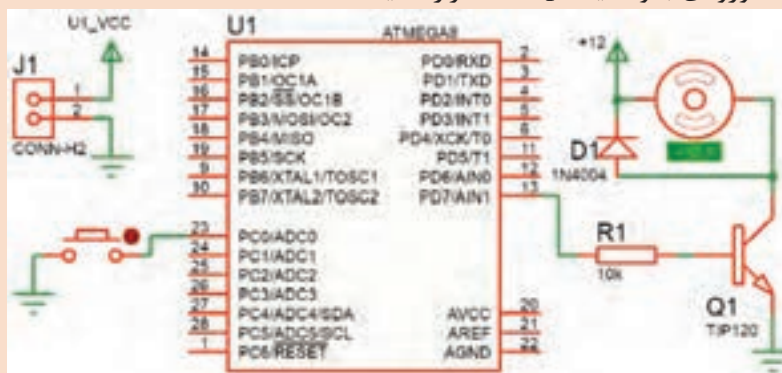 U1_VCC
J1
1
2
CONN-H2
U1
ATMEGA8
14 PB0/ICP
15 PB1/OC1A
16 PB2/SS/OC1B
17 PB3/MOSI/OC2
18 PB4/MISO
19 PB5/SCK
9 PB6/XTAL1/TOSC1
10 PB7/XTAL2/TOSC2
23 PC0/ADC0
24 PC1/ADC1
25 PC2/ADC2
26 PC3/ADC3
27 PC4/ADC4/SDA
28 PC5/ADC5/SCL
1 PC6/RESET
PD0/RXD 2
PD1/TXD 3
PD2/INT0 4
PD3/INT1 5
PD4/XCK/T0 6
PD5/T1 11
PD6/AIN0 12
PD7/AIN1 13
AVCC 20
AREF 21
AGND 22
+12
D1
1N4004
R1
10k
Q1
TIP120